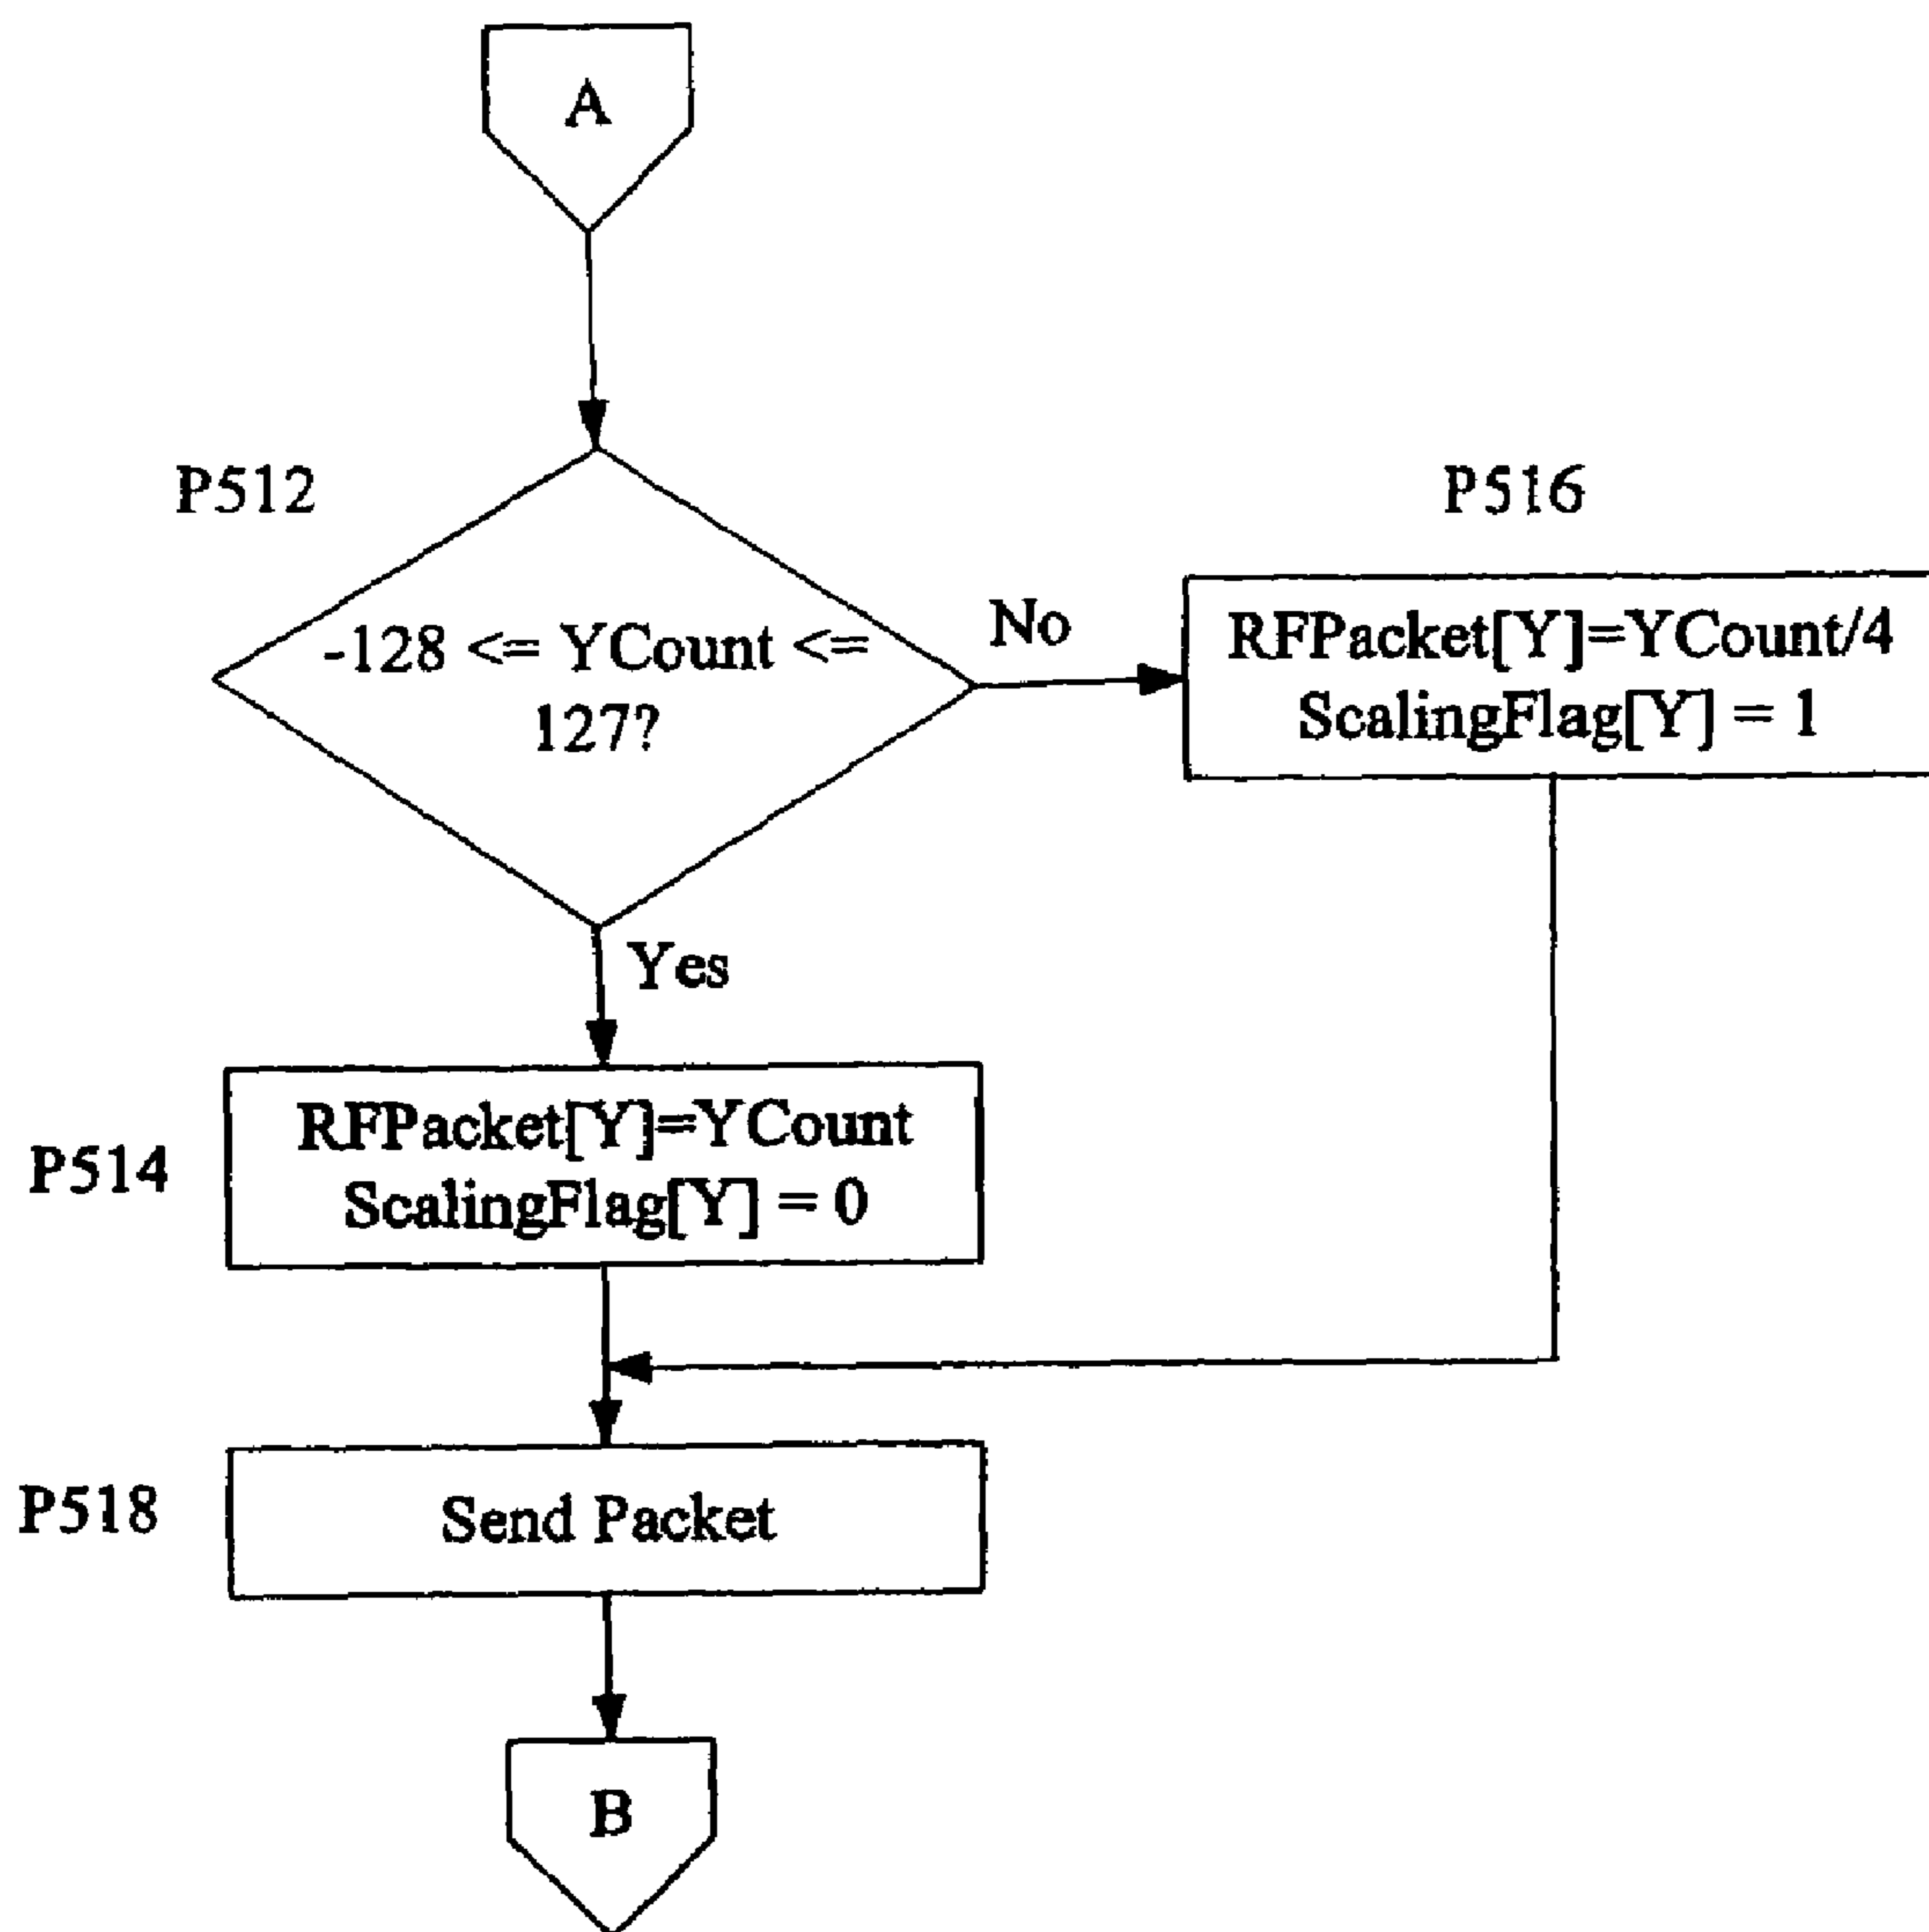 A
P512
-128 <= YCount <=
127?
No
P516
RFPacket[Y]=YCount/4
ScalingFlag[Y] = 1
Yes
P514
RFPacket[Y]=YCount
ScalingFlag[Y] = 0
P518
Send Packet
B